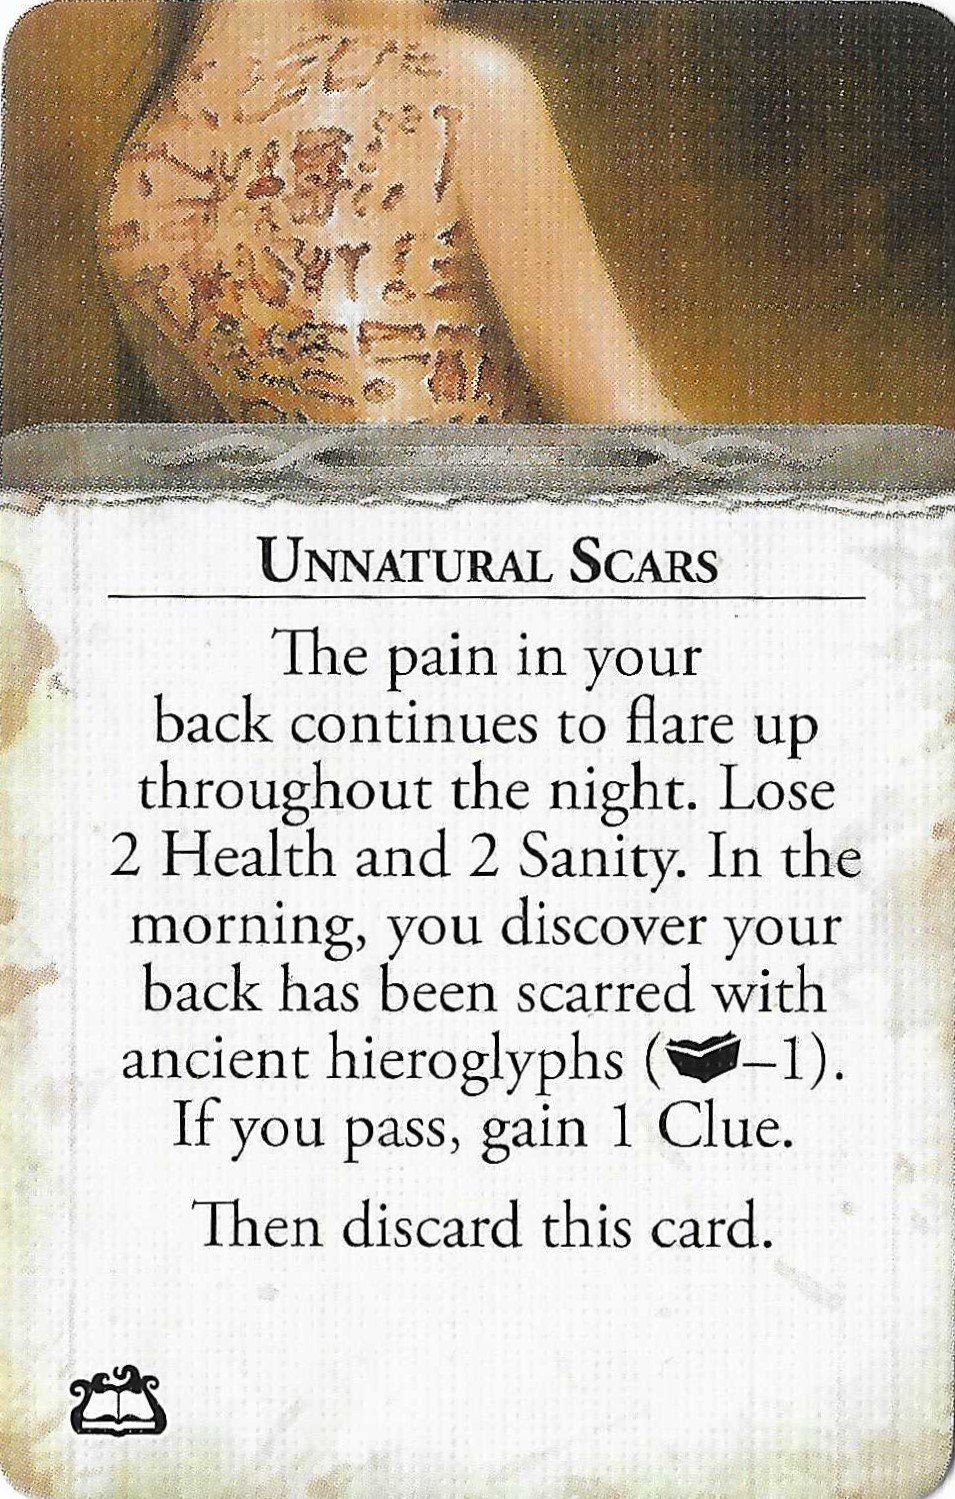 UNNATURAL SCARS
The pain in your
back continues to flare up
throughout the night. Lose
2 Health and 2 Sanity. In the
morning, you discover your
back has been scarred with
ancient hieroglyphs (–1).
If you pass, gain 1 Clue.
Then discard this card.